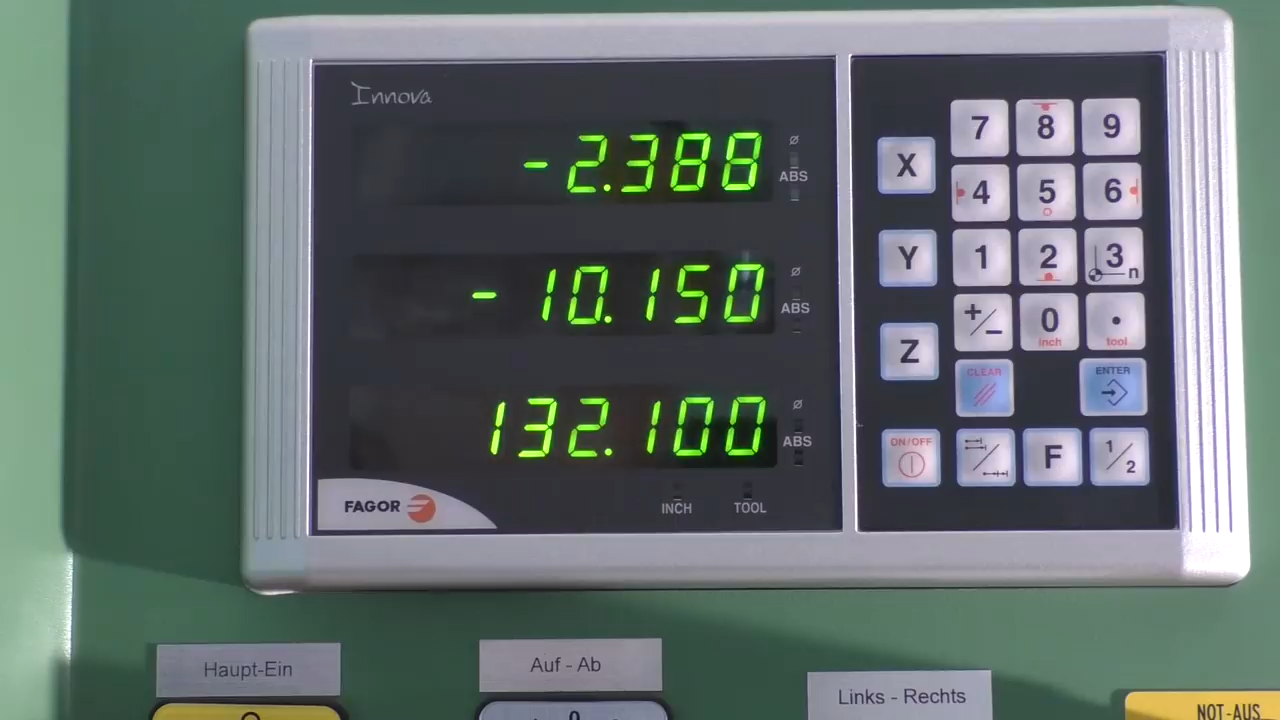 Innova
-2.388
ABS
-10.150
ABS
132.100
ABS
FAGOR
INCH
TOOL
X
7
8
9
4
5
6
Y
1
2
3
n
Z
+/-
0
inch
.
tool
CLEAR
ENTER
ON/OFF
F
1/2
Haupt-Ein
Auf - Ab
Links - Rechts
NOT-AUS
0